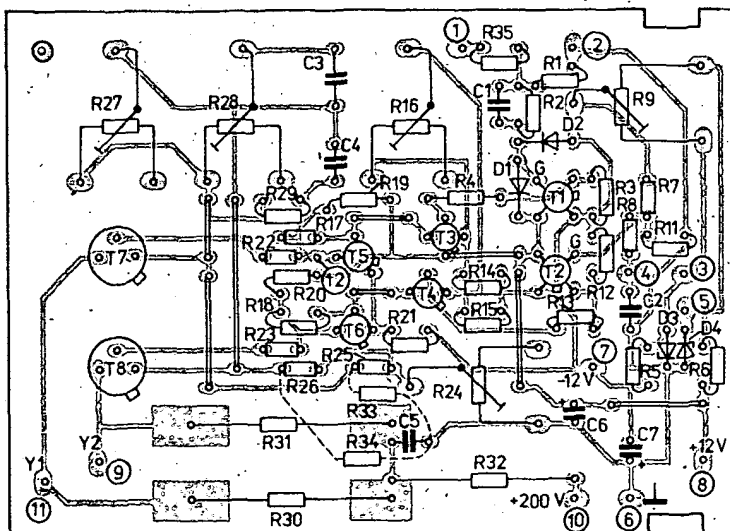 1 R35 2
C3 R1
R27 R28 R16 C1 R2 R9
D2
C4
D1 G
R29 R19 R4 T1 R3 R7
R8
R17 T3 R11
R22 G
T7 T5 T2 4 3
T2 R14
R20 T4 R12 C2 5
R18 R15 R13
R21 D3 D4
R23 T6
7
T8 R25 R5 R6
R26 R24 -12V
R33
C5 C6
R31 R34 C7 +12V
Y2
9 R32
Y1 8
11 R30 +200 V 10 6